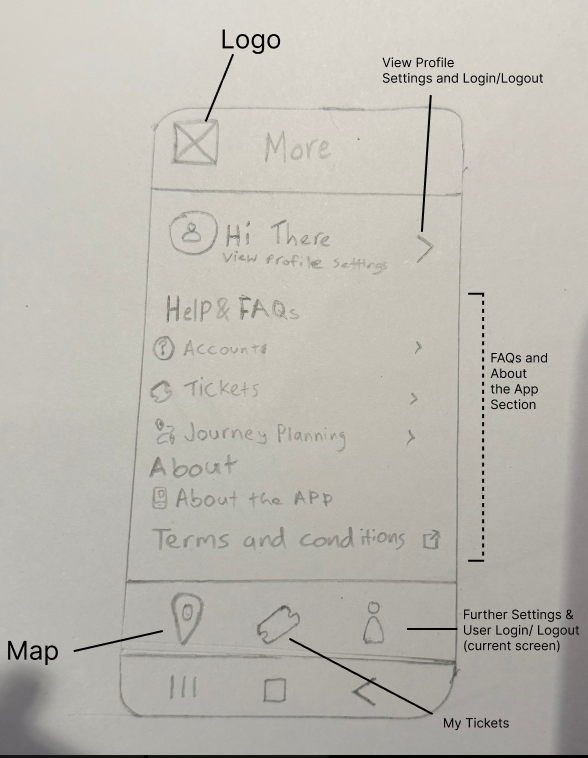 Logo
View Profile
Settings and Login/Logout
More
Hi There
View Profile Settings
Help & FAQs
Accounts
Tickets
Journey Planning
About
About the APP
Terms and conditions
FAQs and
About
the App
Section
Further Settings &
User Login/ Logout
(current screen)
Map
My Tickets